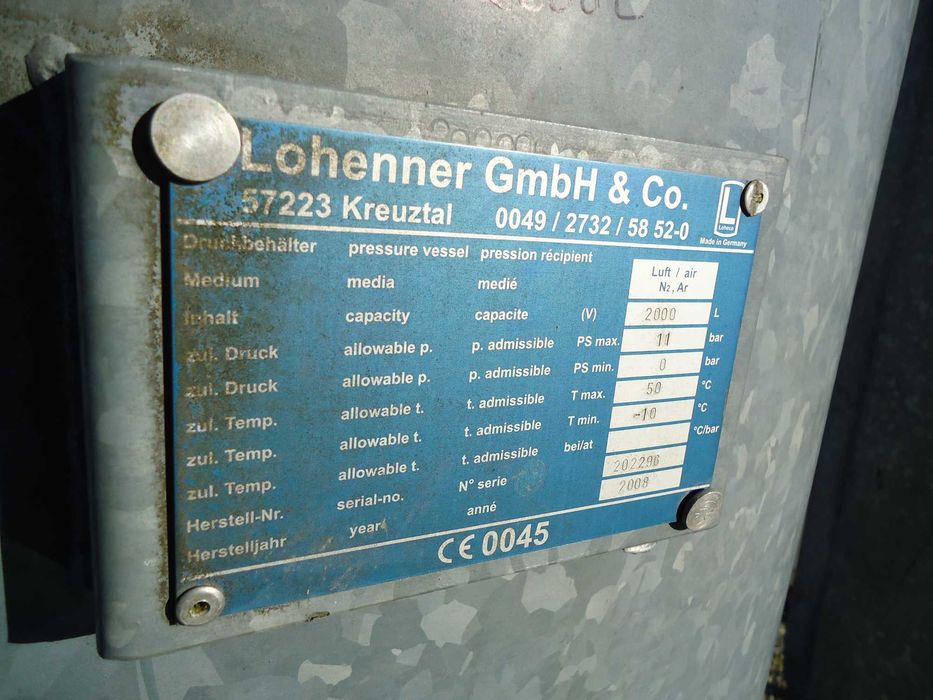 Lohenner GmbH & Co.
57223 Kreuztal 0049 / 2732 / 58 52-0
L
Loheco
Made in Germany
Druckbehälter pressure vessel pression récipient
Medium media medié Luft / air
N2, Ar
Inhalt capacity capacite (V) 2000 L
zul. Druck allowable p. p. admissible PS max. 11 bar
zul. Druck allowable p. p. admissible PS min. 0 bar
zul. Temp. allowable t. t. admissible T max. 50 °C
zul. Temp. allowable t. t. admissible T min. -10 °C
zul. Temp. allowable t. t. admissible bei/at °C/bar
Herstell-Nr. serial-no. N° serie 202296
Herstelljahr year anné 2008
CE 0045